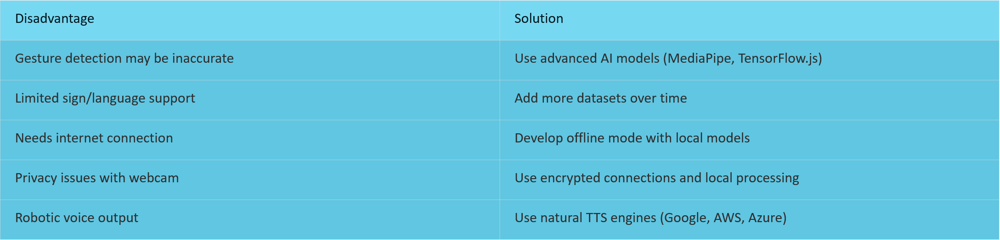 Disadvantage
Solution
Gesture detection may be inaccurate
Use advanced AI models (MediaPipe, TensorFlow.js)
Limited sign/language support
Add more datasets over time
Needs internet connection
Develop offline mode with local models
Privacy issues with webcam
Use encrypted connections and local processing
Robotic voice output
Use natural TTS engines (Google, AWS, Azure)